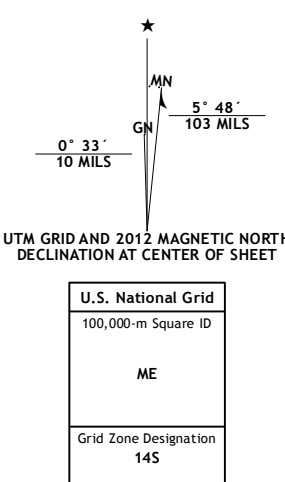 ★
MN
GN
5° 48´
103 MILS
0° 33´
10 MILS
UTM GRID AND 2012 MAGNETIC NORTH
DECLINATION AT CENTER OF SHEET
U.S. National Grid
100,000-m Square ID
ME
Grid Zone Designation
14S